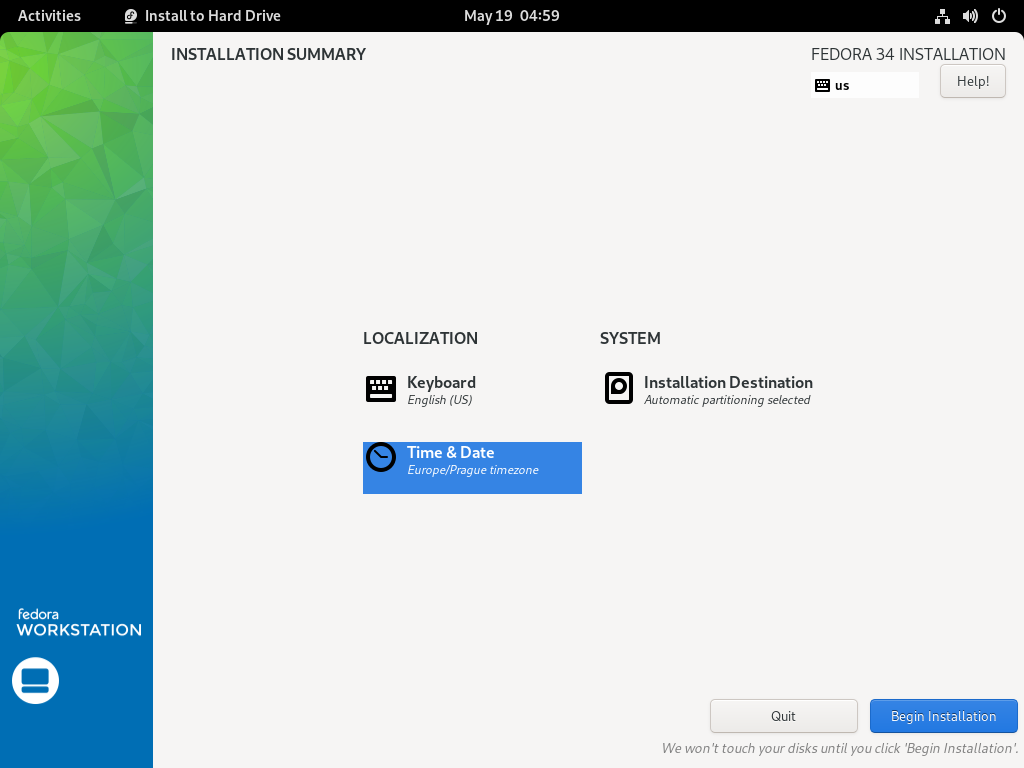 Activities Install to Hard Drive May 19 04:59
INSTALLATION SUMMARY
FEDORA 34 INSTALLATION
us
Help!
LOCALIZATION
SYSTEM
Keyboard
English (US)
Installation Destination
Automatic partitioning selected
Time & Date
Europe/Prague timezone
fedora
WORKSTATION
Quit
Begin Installation
We won't touch your disks until you click 'Begin Installation'.